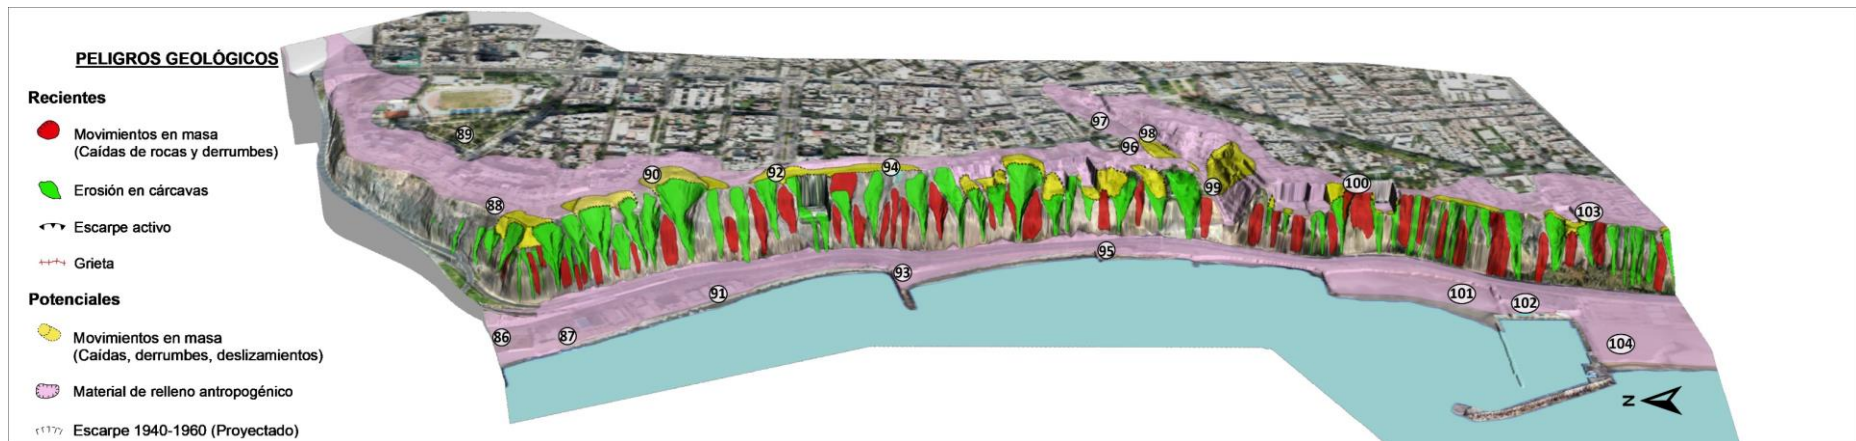 PELIGROS GEOLÓGICOS
Recientes
Movimientos en masa
(Caídas de rocas y derrumbes)
Erosión en cárcavas
Escarpe activo
Grieta
Potenciales
Movimientos en masa
(Caídas, derrumbes, deslizamientos)
Material de relleno antropogénico
Escarpe 1940-1960 (Proyectado)
89
97
98
96
90
92
94
99
100
88
103
95
93
91
101
102
86
87
104
N